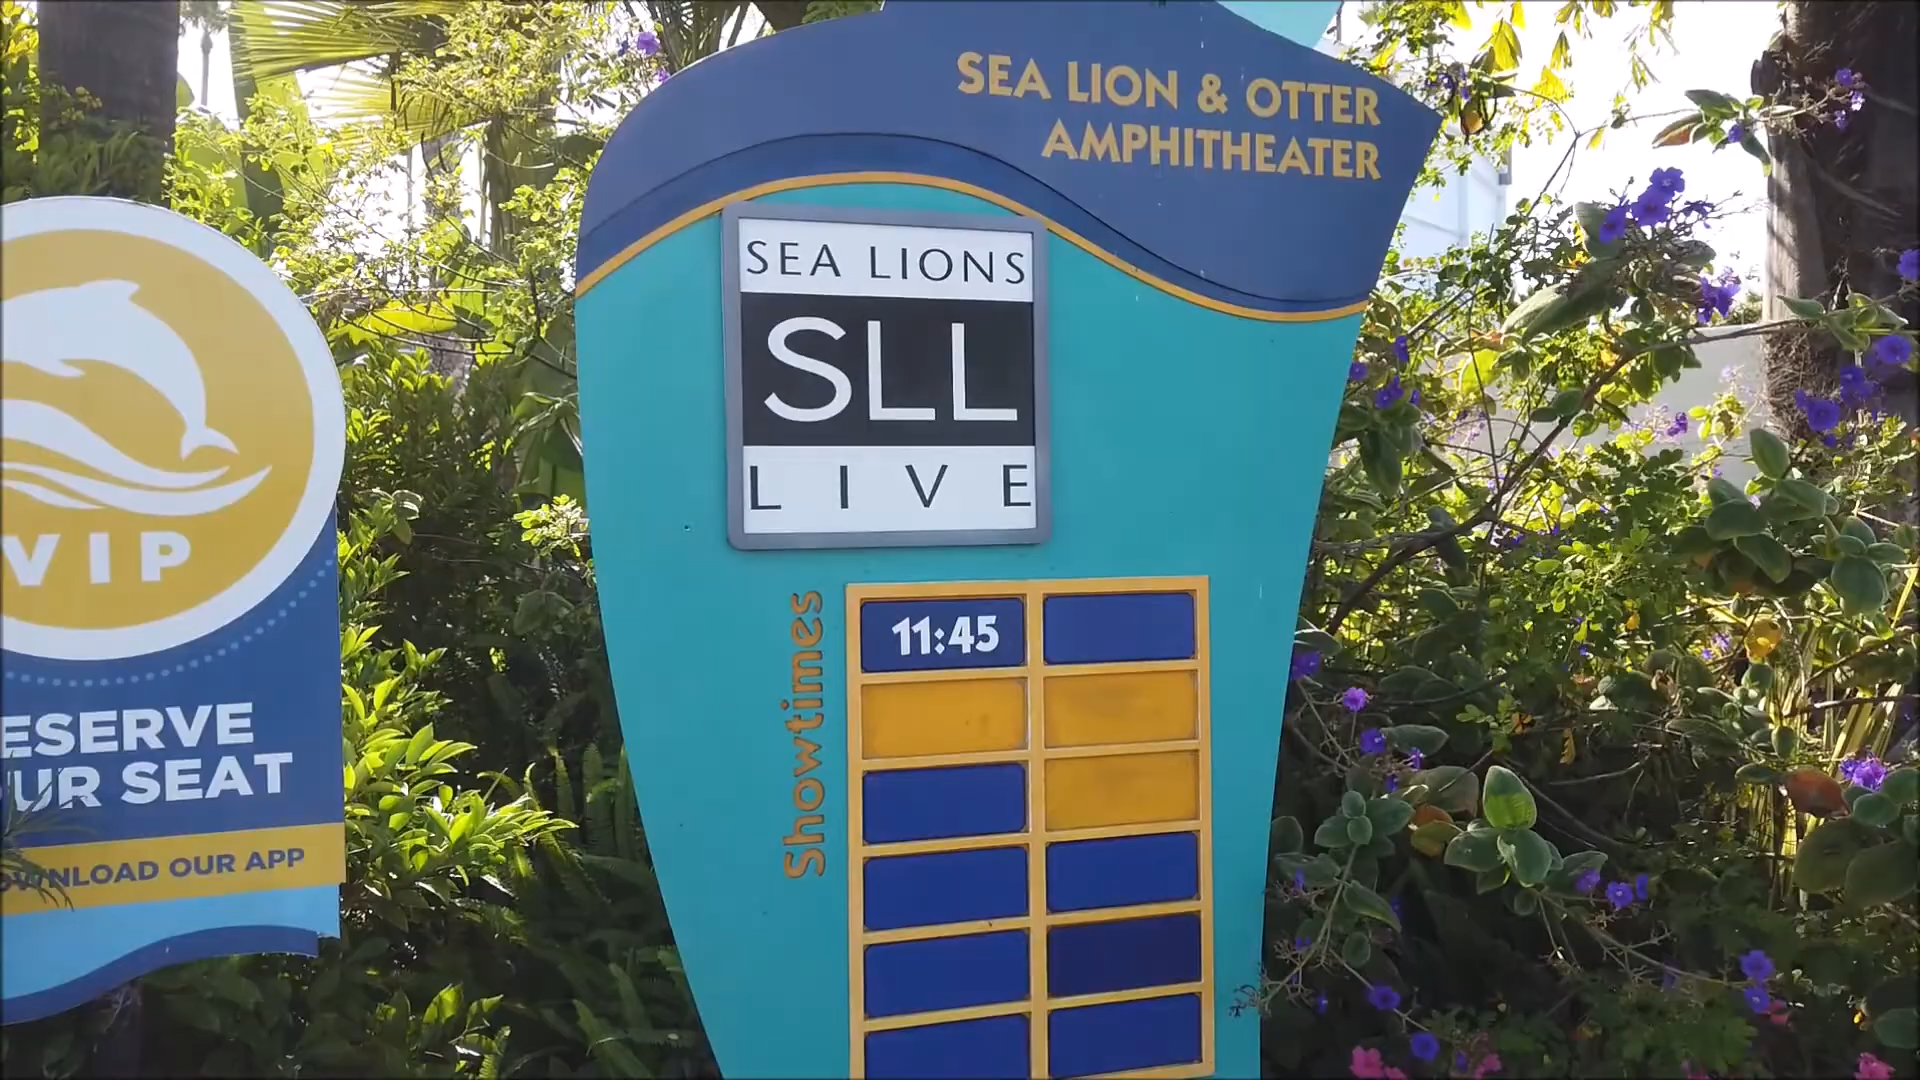 SEA LION & OTTER
AMPHITHEATER
SEA LIONS
SLL
LIVE
Showtimes
11:45
VIP
ESERVE
UR SEAT
OWNLOAD OUR APP